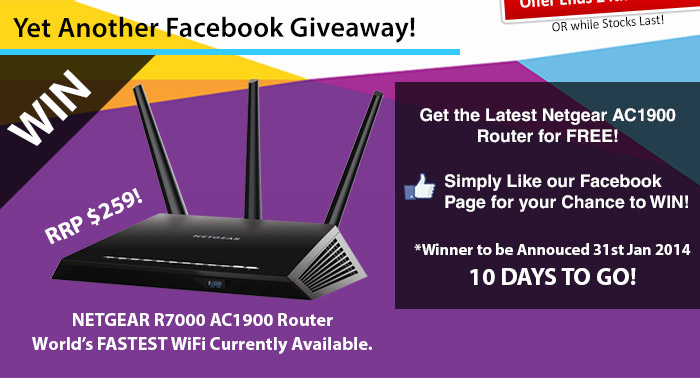 Yet Another Facebook Giveaway!
Offer Ends
OR while Stocks Last!
WIN
RRP $259!
NETGEAR
NETGEAR R7000 AC1900 Router
World's FASTEST WiFi Currently Available.
Get the Latest Netgear AC1900
Router for FREE!
Simply Like our Facebook
Page for your Chance to WIN!
*Winner to be Annouced 31st Jan 2014
10 DAYS TO GO!